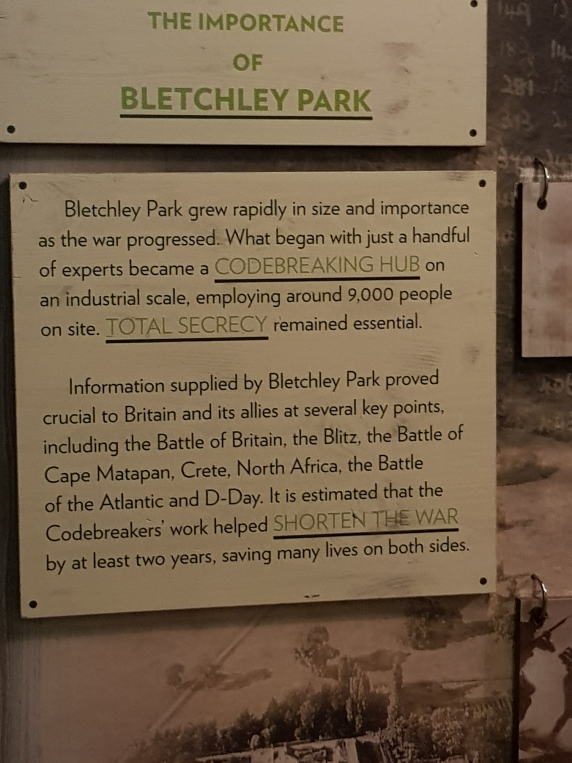 THE IMPORTANCE
OF
BLETCHLEY PARK
Bletchley Park grew rapidly in size and importance
as the war progressed. What began with just a handful
of experts became a CODEBREAKING HUB on
an industrial scale, employing around 9,000 people
on site. TOTAL SECRECY remained essential.
Information supplied by Bletchley Park proved
crucial to Britain and its allies at several key points,
including the Battle of Britain, the Blitz, the Battle of
Cape Matapan, Crete, North Africa, the Battle
of the Atlantic and D-Day. It is estimated that the
Codebreakers' work helped SHORTEN THE WAR
by at least two years, saving many lives on both sides.